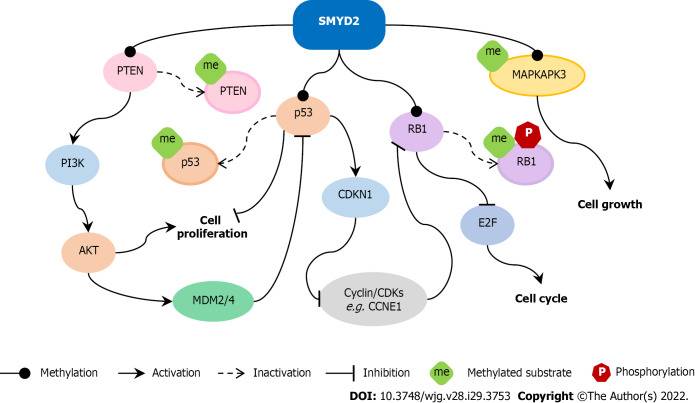 SMYD2
me
PTEN
me
PTEN
MAPKAPK3
p53
me
p53
RB1
me
P
RB1
PI3K
CDKN1
Cell growth
Cell
proliferation
E2F
AKT
MDM2/4
Cyclin/CDKs
e.g. CCNE1
Cell cycle
Methylation
Activation
Inactivation
Inhibition
me Methylated substrate
P Phosphorylation
DOI: 10.3748/wjg.v28.i29.3753 Copyright ©The Author(s) 2022.